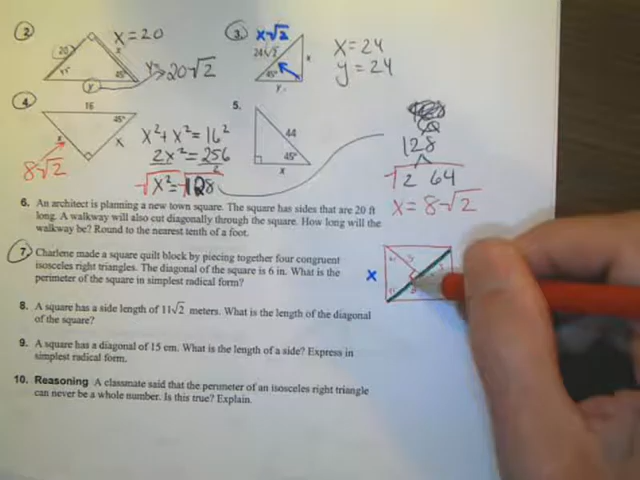 2
20
x
45°
45°
y
x = 20
y = 20√2
3.
x√2
24√2
x
45°
y
x = 24
y = 24
4
16
45°
x
x
8√2
x² + x² = 16²
2x² = 256
2
√x² = √128
5.
44
45°
x
128
√2 64
x = 8√2
6. An architect is planning a new town square. The square has sides that are 20 ft
long. A walkway will also cut diagonally through the square. How long will the
walkway be? Round to the nearest tenth of a foot.
7 Charlene made a square quilt block by piecing together four congruent
isosceles right triangles. The diagonal of the square is 6 in. What is the
perimeter of the square in simplest radical form?
x
8. A square has a side length of 11√2 meters. What is the length of the diagonal
of the square?
9. A square has a diagonal of 15 cm. What is the length of a side? Express in
simplest radical form.
10. Reasoning A classmate said that the perimeter of an isosceles right triangle
can never be a whole number. Is this true? Explain.